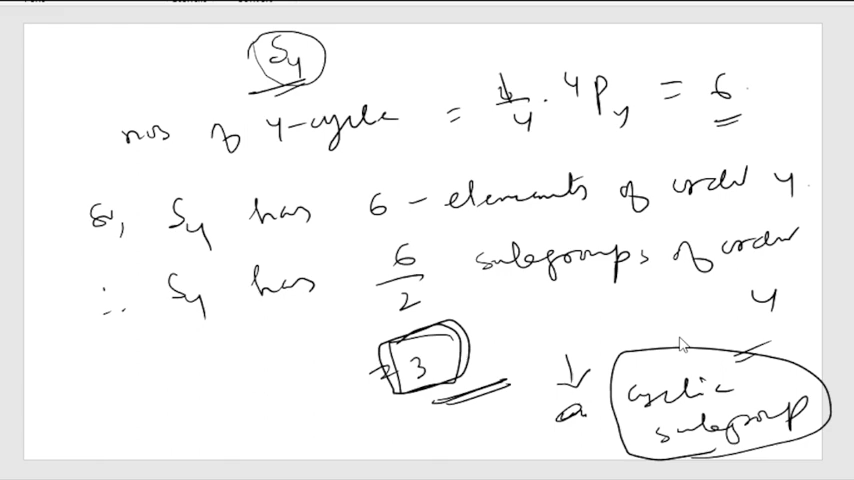 S4
nos of 4-cycle = 1/4 . 4P4 = 6
So, S4 has 6 - elements of order 4
∴ S4 has 6/2 subgroups of order
4
= 3
cyclic
subgroup